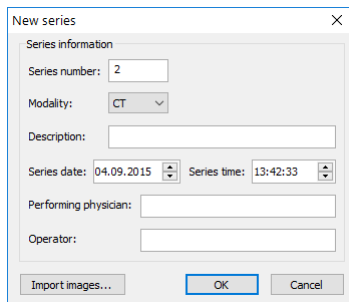 New series
Series information
Series number: 2
Modality: CT
Description:
Series date: 04.09.2015 Series time: 13:42:33
Performing physician:
Operator:
Import images... OK Cancel